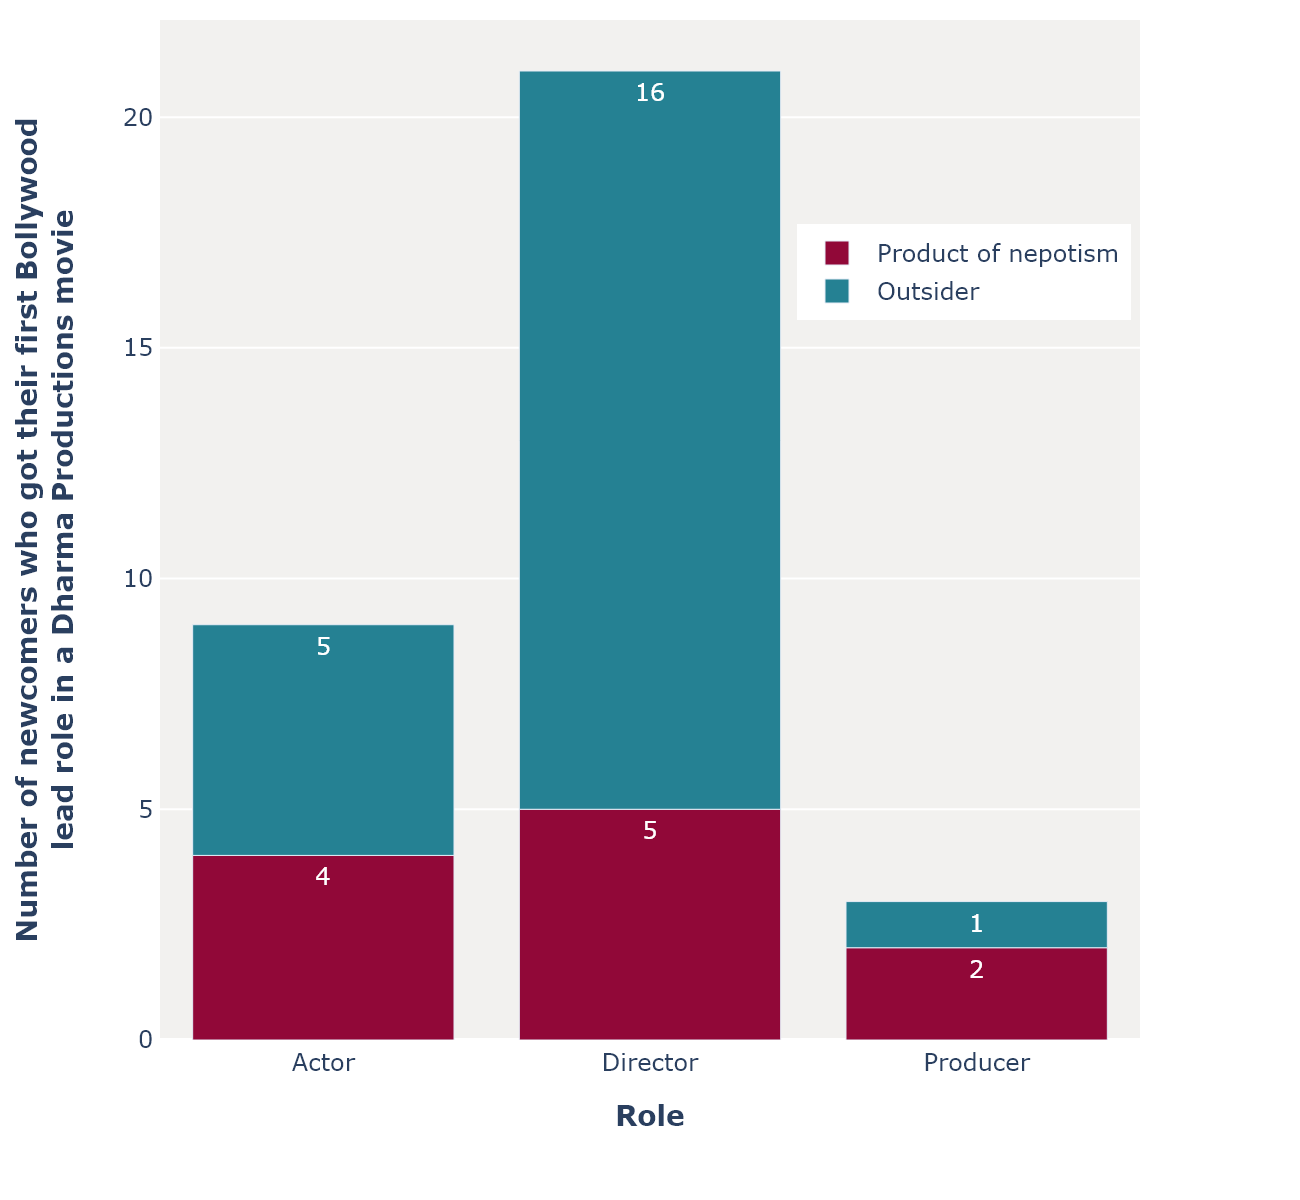 Number of newcomers who got their first Bollywood
lead role in a Dharma Productions movie
20
15
10
5
0
16
5
4
5
1
2
Product of nepotism
Outsider
Actor
Director
Producer
Role